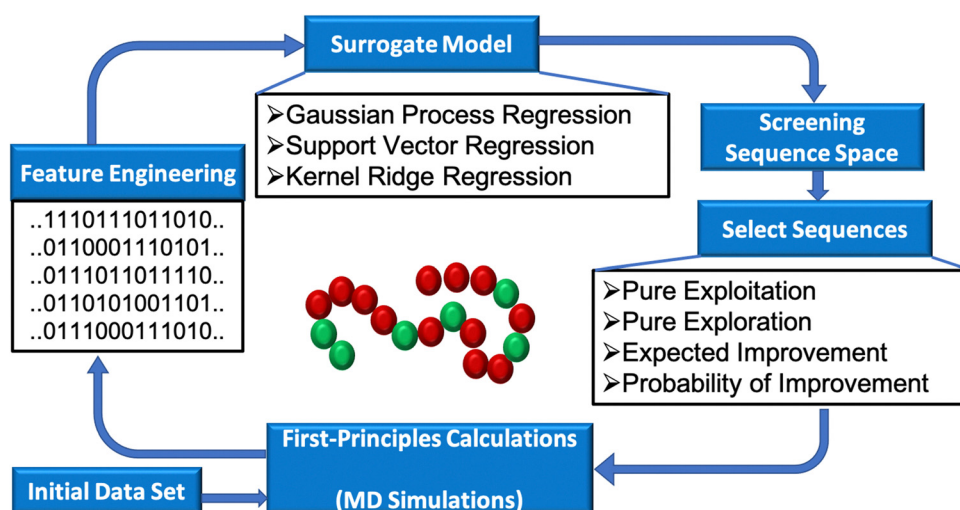 Surrogate Model
➢Gaussian Process Regression
➢Support Vector Regression
➢Kernel Ridge Regression
Screening
Sequence Space
Select Sequences
➢Pure Exploitation
➢Pure Exploration
➢Expected Improvement
➢Probability of Improvement
Feature Engineering
..1110111011010..
..0110001110101..
..0111011011110..
..0110101001101..
..0111000111010..
First-Principles Calculations
(MD Simulations)
Initial Data Set